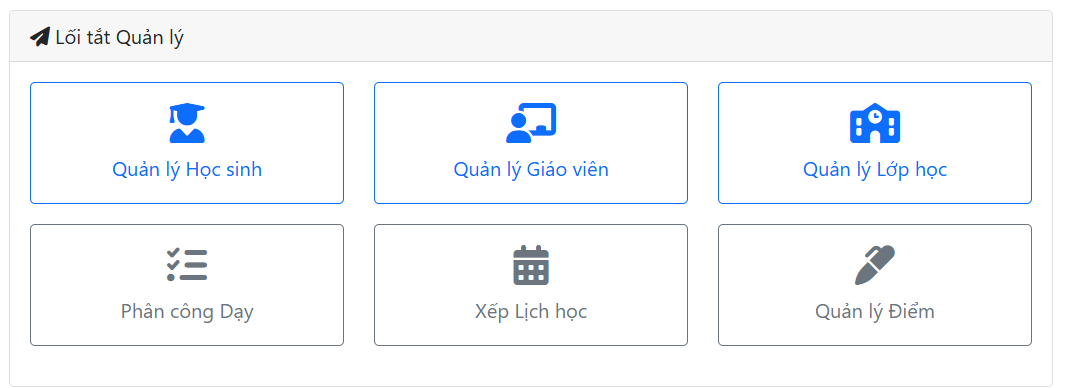 Lối tắt Quản lý
Quản lý Học sinh
Quản lý Giáo viên
Quản lý Lớp học
Phân công Dạy
Xếp Lịch học
Quản lý Điểm